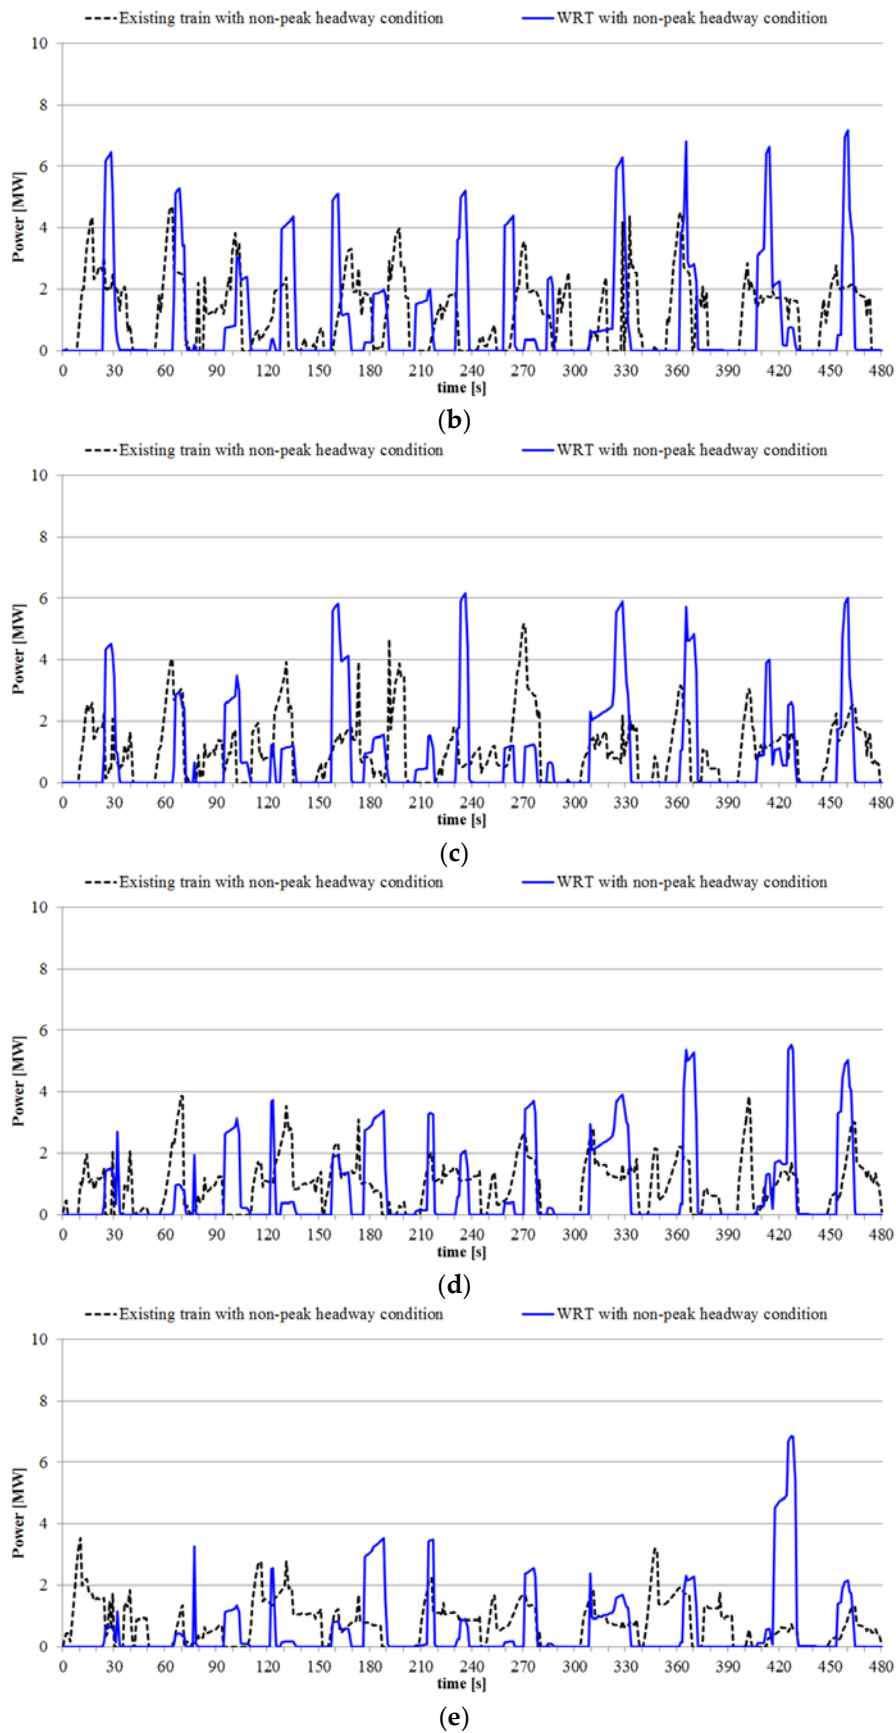 Existing train with non-peak headway condition WRT with non-peak headway condition
10
8
6
4
2
0
Power [MW]
0 30 60 90 120 150 180 210 240 270 300 330 360 390 420 450 480
time [s]
(b)
Existing train with non-peak headway condition WRT with non-peak headway condition
10
8
6
4
2
0
Power [MW]
0 30 60 90 120 150 180 210 240 270 300 330 360 390 420 450 480
time [s]
(c)
Existing train with non-peak headway condition WRT with non-peak headway condition
10
8
6
4
2
0
Power [MW]
0 30 60 90 120 150 180 210 240 270 300 330 360 390 420 450 480
time [s]
(d)
Existing train with non-peak headway condition WRT with non-peak headway condition
10
8
6
4
2
0
Power [MW]
0 30 60 90 120 150 180 210 240 270 300 330 360 390 420 450 480
time [s]
(e)